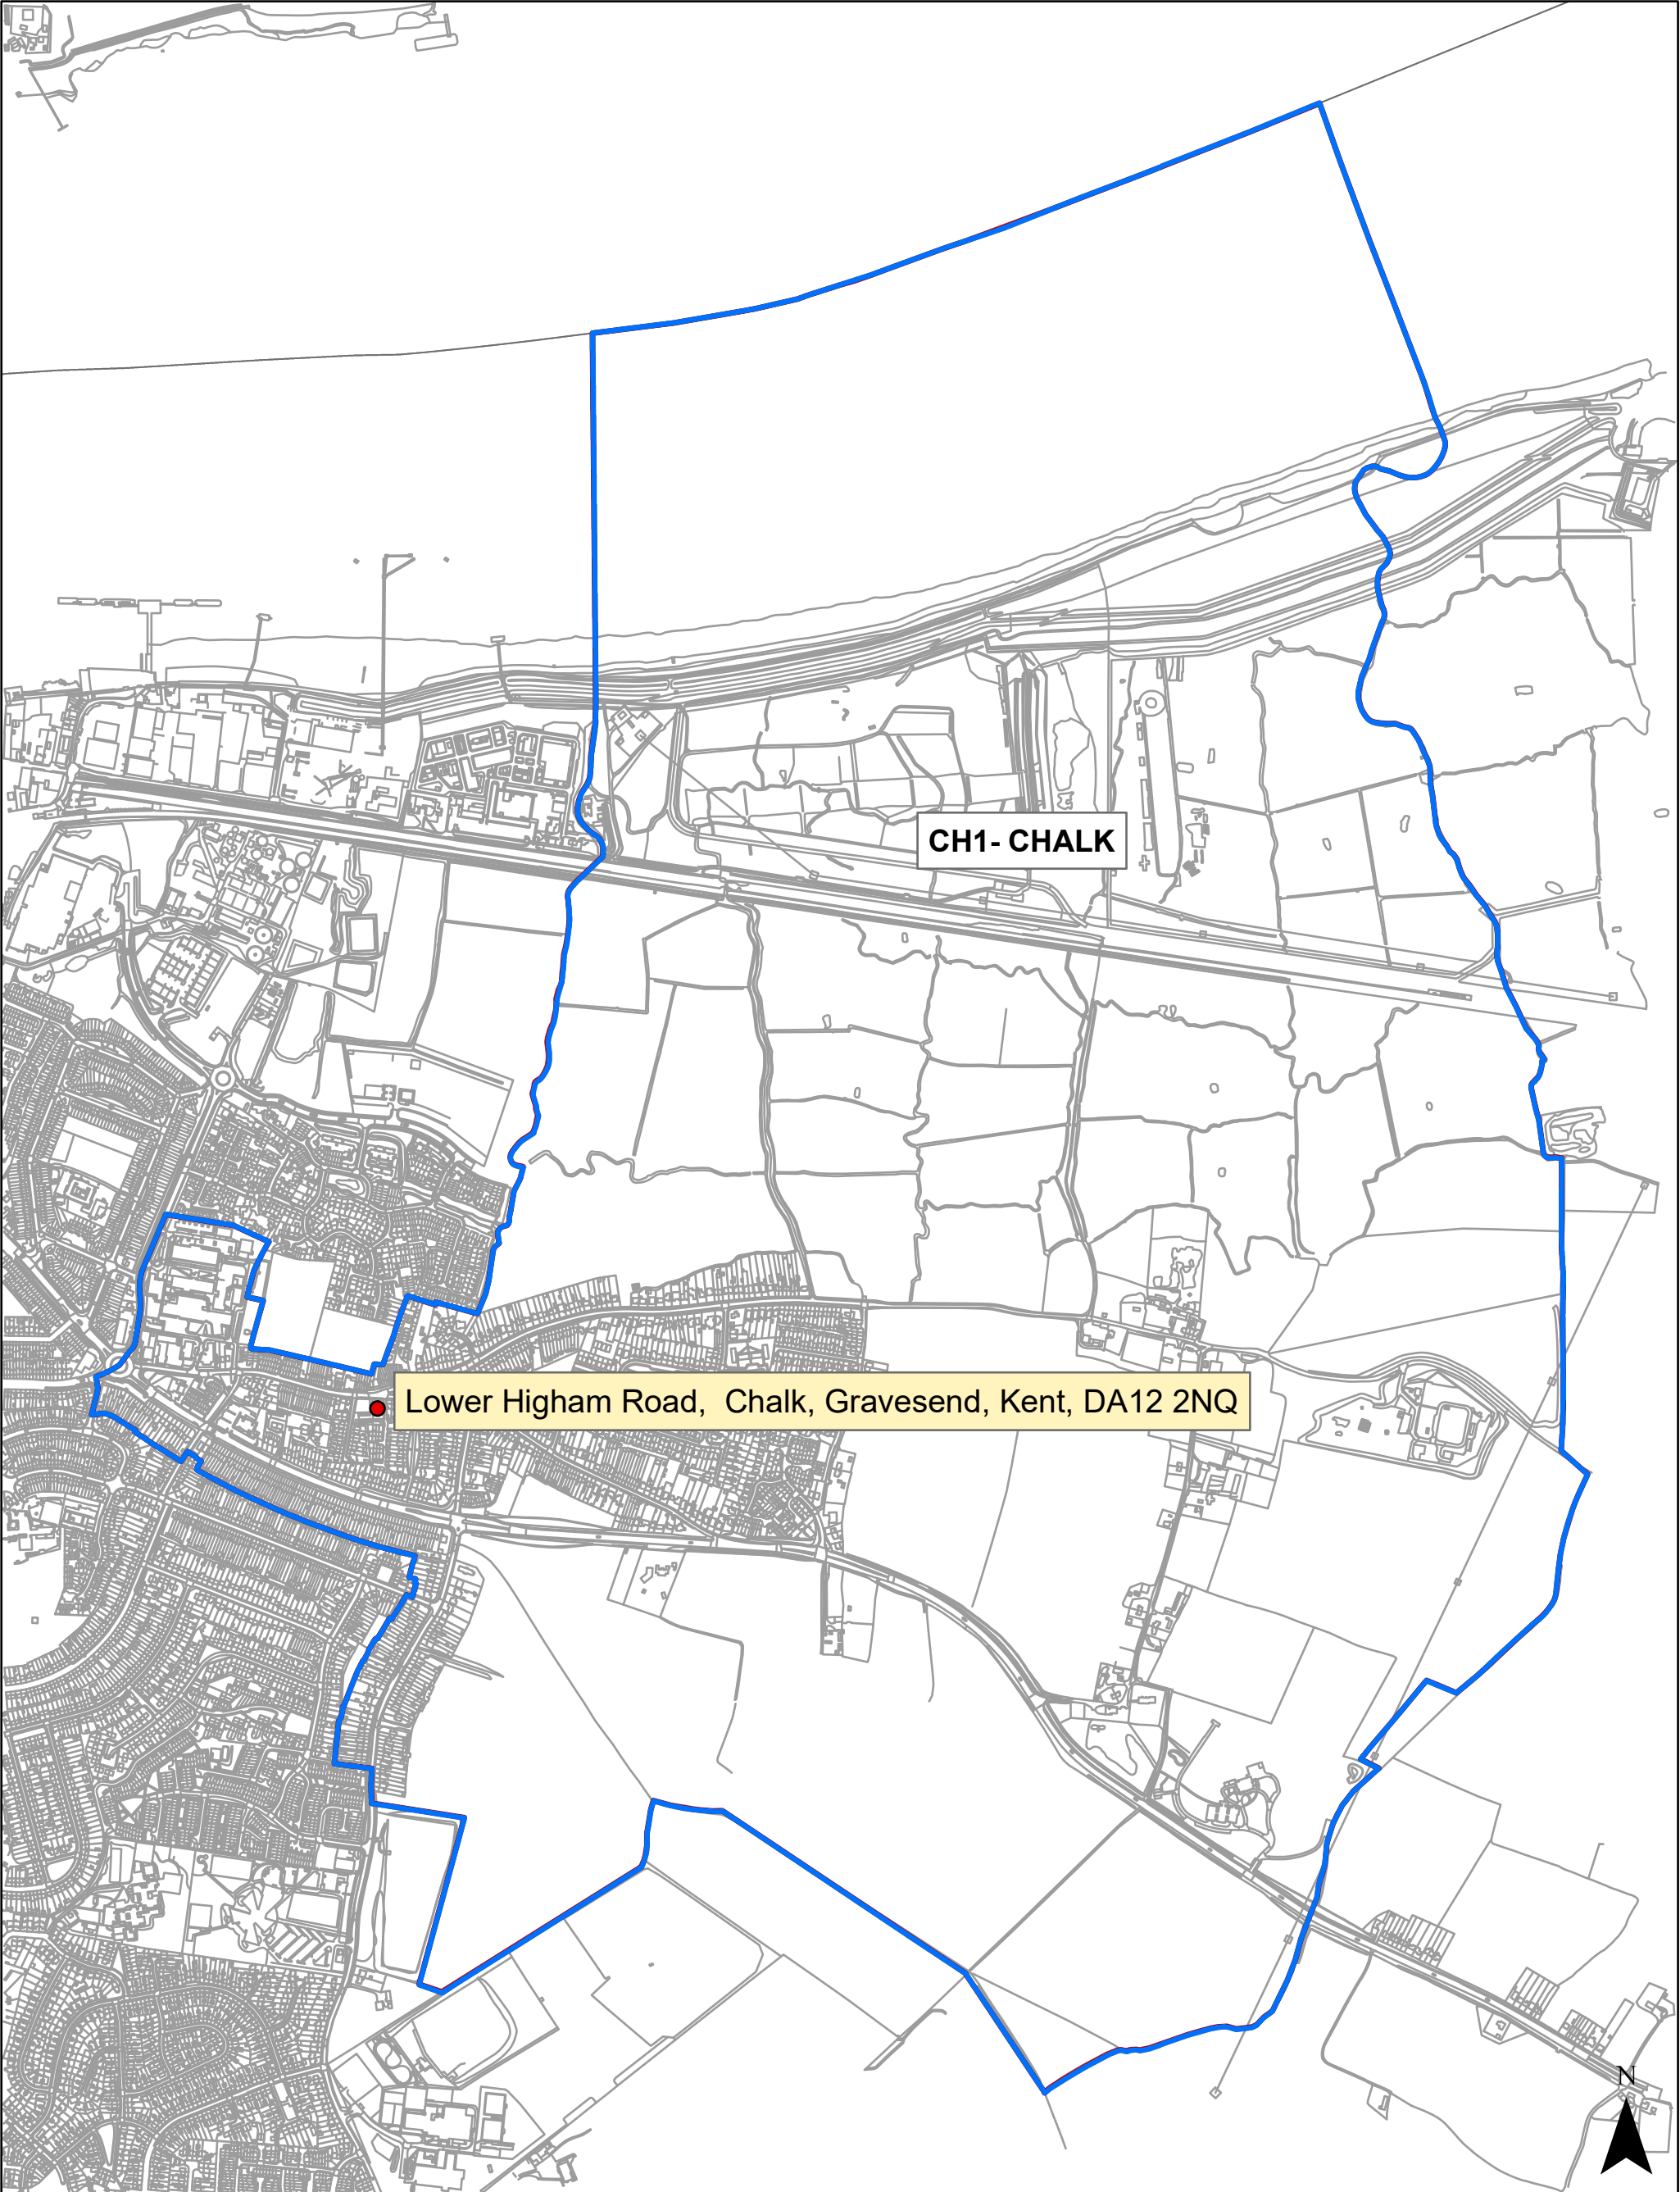 CH1- CHALK
Lower Higham Road,  Chalk, Gravesend, Kent, DA12 2NQ
N